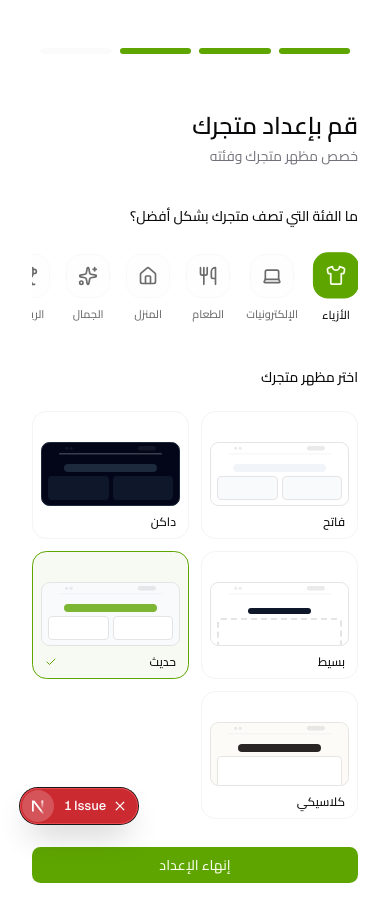 قم بإعداد متجرك
خصص مظهر متجرك وفئته
ما الفئة التي تصف متجرك بشكل أفضل؟
الأزياء
الإلكترونيات
الطعام
المنزل
الجمال
اختر مظهر متجرك
فاتح
داكن
بسيط
حديث
كلاسيكي
1 Issue
إنهاء الإعداد